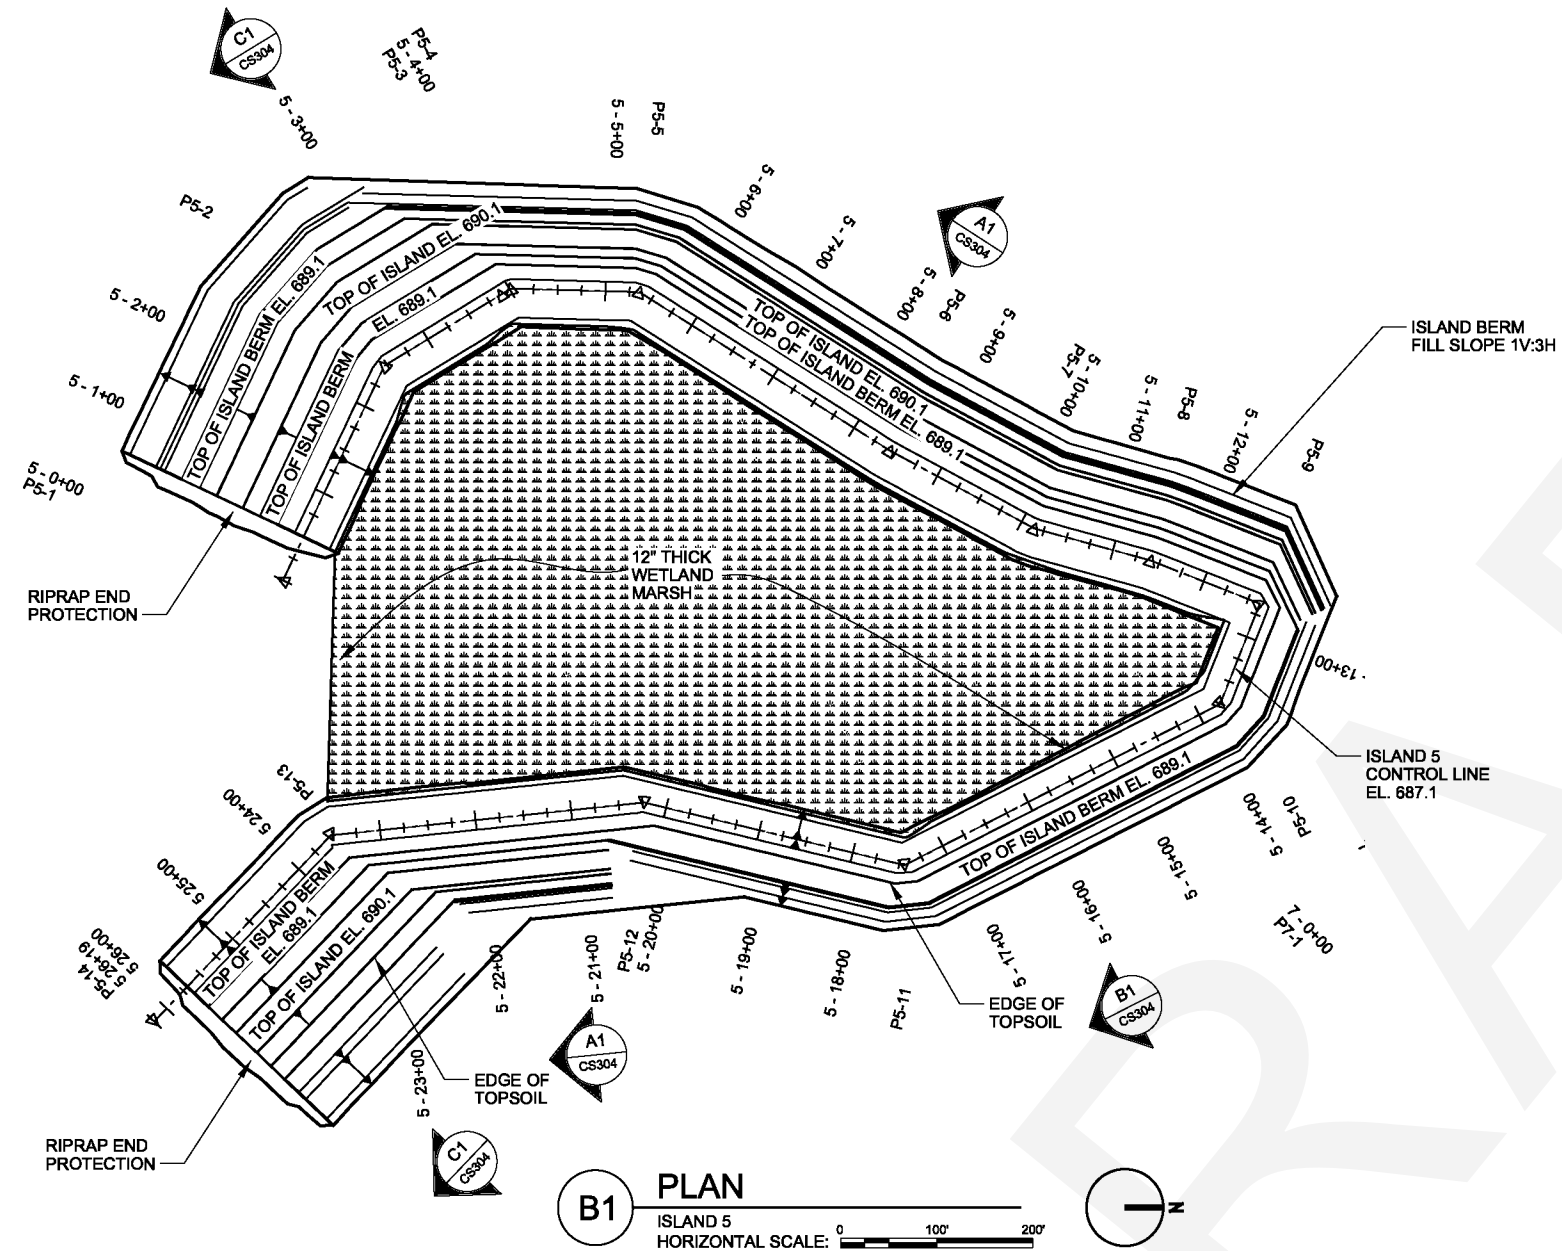 C1
CS304
P5-4
5 - 4+00
P5-3
5 - 3+00
5 - 5+00
P5-5
P5-2
5 - 6+00
5 - 7+00
A1
CS304
5 - 8+00
P5-6
5 - 9+00
5 - 2+00
5 - 1+00
5 - 0+00
P5-1
TOP OF ISLAND BERM EL. 689.1
TOP OF ISLAND EL. 690.1
TOP OF ISLAND BERM
EL. 689.1
TOP OF ISLAND EL. 690.1
TOP OF ISLAND BERM EL. 689.1
5 - 10+00
P5-7
5 - 11+00
P5-8
5 - 12+00
P5-9
ISLAND BERM
FILL SLOPE 1V:3H
RIPRAP END
PROTECTION
12" THICK
WETLAND
MARSH
- 13+00
ISLAND 5
CONTROL LINE
EL. 687.1
TOP OF ISLAND BERM EL. 689.1
P5-13
5 24+00
5 25+00
5 26+00
5 26+19
P5-14
TOP OF ISLAND BERM
EL. 689.1
TOP OF ISLAND EL. 690.1
5 - 14+00
P5-10
5 - 15+00
5 - 16+00
5 - 17+00
7 - 0+00
P7-1
5 - 22+00
5 - 21+00
P5-12
5 - 20+00
5 - 19+00
5 - 18+00
P5-11
EDGE OF
TOPSOIL
B1
CS304
A1
CS304
5 - 23+00
EDGE OF
TOPSOIL
C1
CS304
RIPRAP END
PROTECTION
B1
PLAN
ISLAND 5
HORIZONTAL SCALE:
0 100' 200'
N